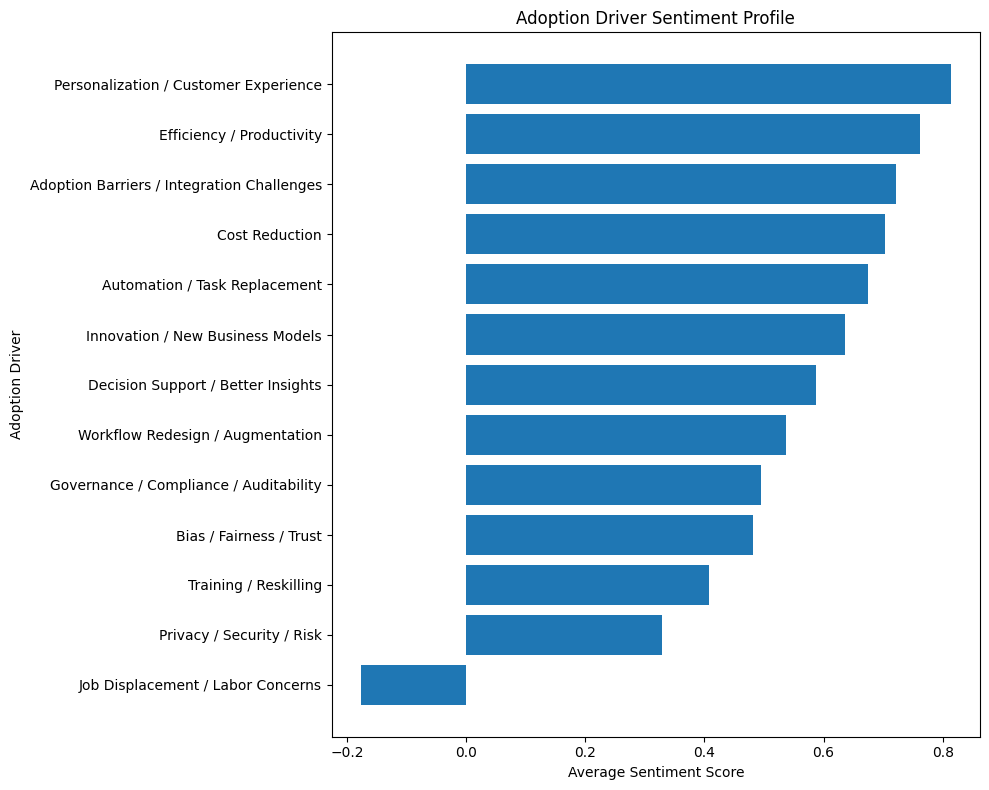 Adoption Driver Sentiment Profile
Personalization / Customer Experience
Efficiency / Productivity
Adoption Barriers / Integration Challenges
Cost Reduction
Automation / Task Replacement
Innovation / New Business Models
Decision Support / Better Insights
Workflow Redesign / Augmentation
Governance / Compliance / Auditability
Bias / Fairness / Trust
Training / Reskilling
Privacy / Security / Risk
Job Displacement / Labor Concerns
Adoption Driver
−0.2 0.0 0.2 0.4 0.6 0.8
Average Sentiment Score